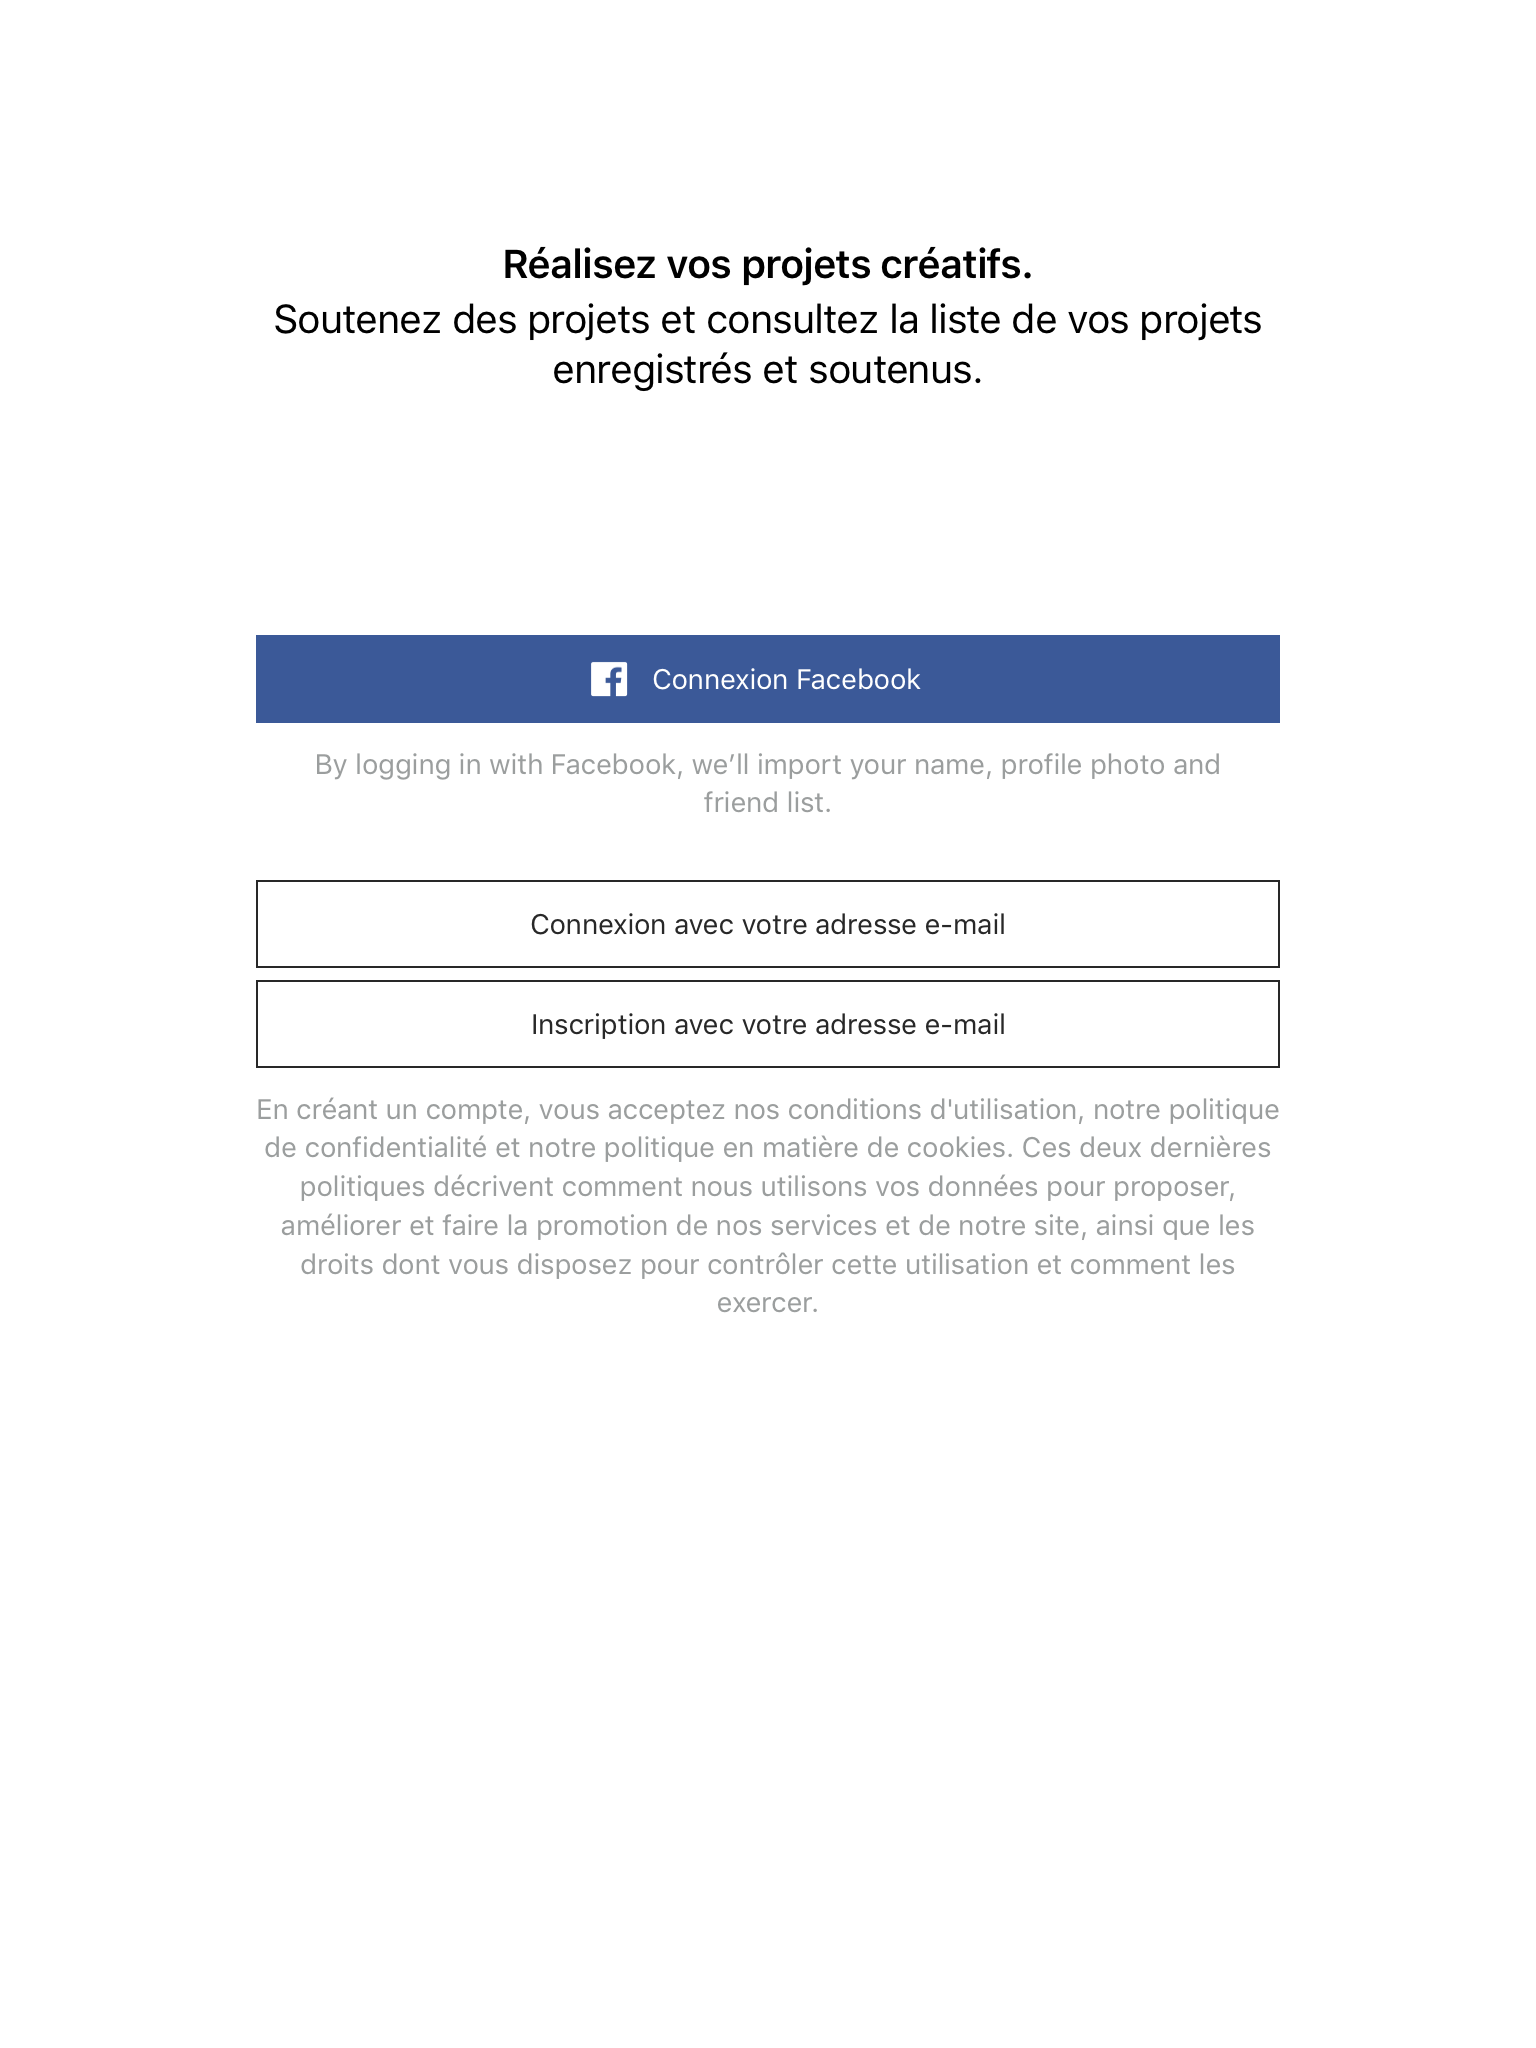 Réalisez vos projets créatifs.
Soutenez des projets et consultez la liste de vos projets
enregistrés et soutenus.
Connexion Facebook
By logging in with Facebook, we’ll import your name, profile photo and
friend list.
Connexion avec votre adresse e-mail
Inscription avec votre adresse e-mail
En créant un compte, vous acceptez nos conditions d'utilisation, notre politique
de confidentialité et notre politique en matière de cookies. Ces deux dernières
politiques décrivent comment nous utilisons vos données pour proposer,
améliorer et faire la promotion de nos services et de notre site, ainsi que les
droits dont vous disposez pour contrôler cette utilisation et comment les
exercer.